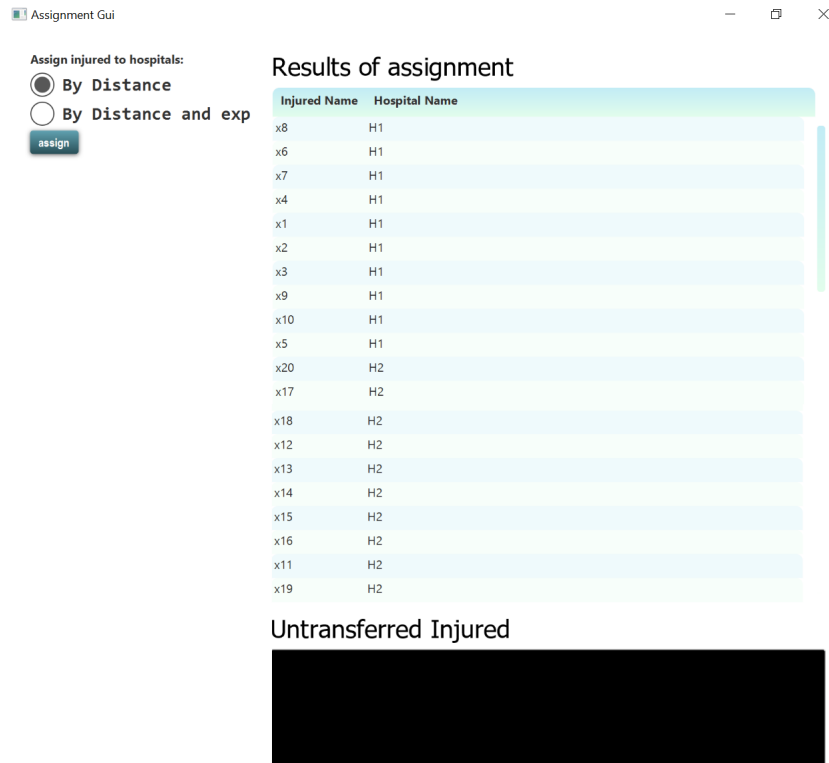 Assignment Gui
Assign injured to hospitals:
By Distance
By Distance and exp
assign
Results of assignment
Injured Name Hospital Name
x8 H1
x6 H1
x7 H1
x4 H1
x1 H1
x2 H1
x3 H1
x9 H1
x10 H1
x5 H1
x20 H2
x17 H2
x18 H2
x12 H2
x13 H2
x14 H2
x15 H2
x16 H2
x11 H2
x19 H2
Untransferred Injured